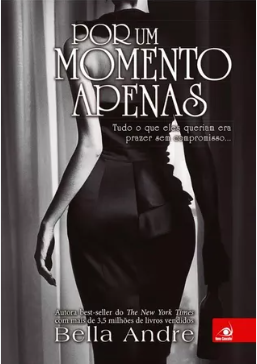 POR UM
MOMENTO
APENAS
Tudo o que eles queriam era
prazer sem compromisso...
Autora best-seller do The New York Times
com mais de 3,5 milhões de livros vendidos
Bella Andre